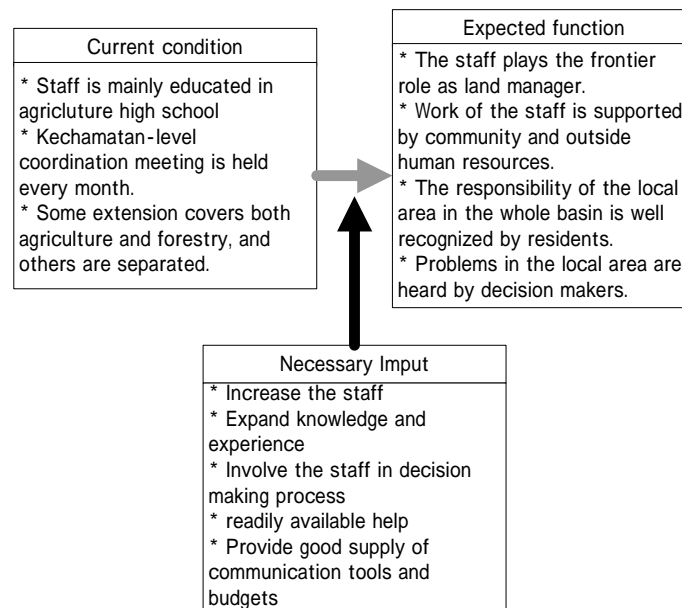 Current condition
* Staff is mainly educated in
agricluture high school
* Kechamatan-level
coordination meeting is held
every month.
* Some extension covers both
agriculture and forestry, and
others are separated.
Expected function
* The staff plays the frontier
role as land manager.
* Work of the staff is supported
by community and outside
human resources.
* The responsibility of the local
area in the whole basin is well
recognized by residents.
* Problems in the local area are
heard by decision makers.
Necessary Imput
* Increase the staff
* Expand knowledge and
experience
* Involve the staff in decision
making process
* readily available help
* Provide good supply of
communication tools and
budgets